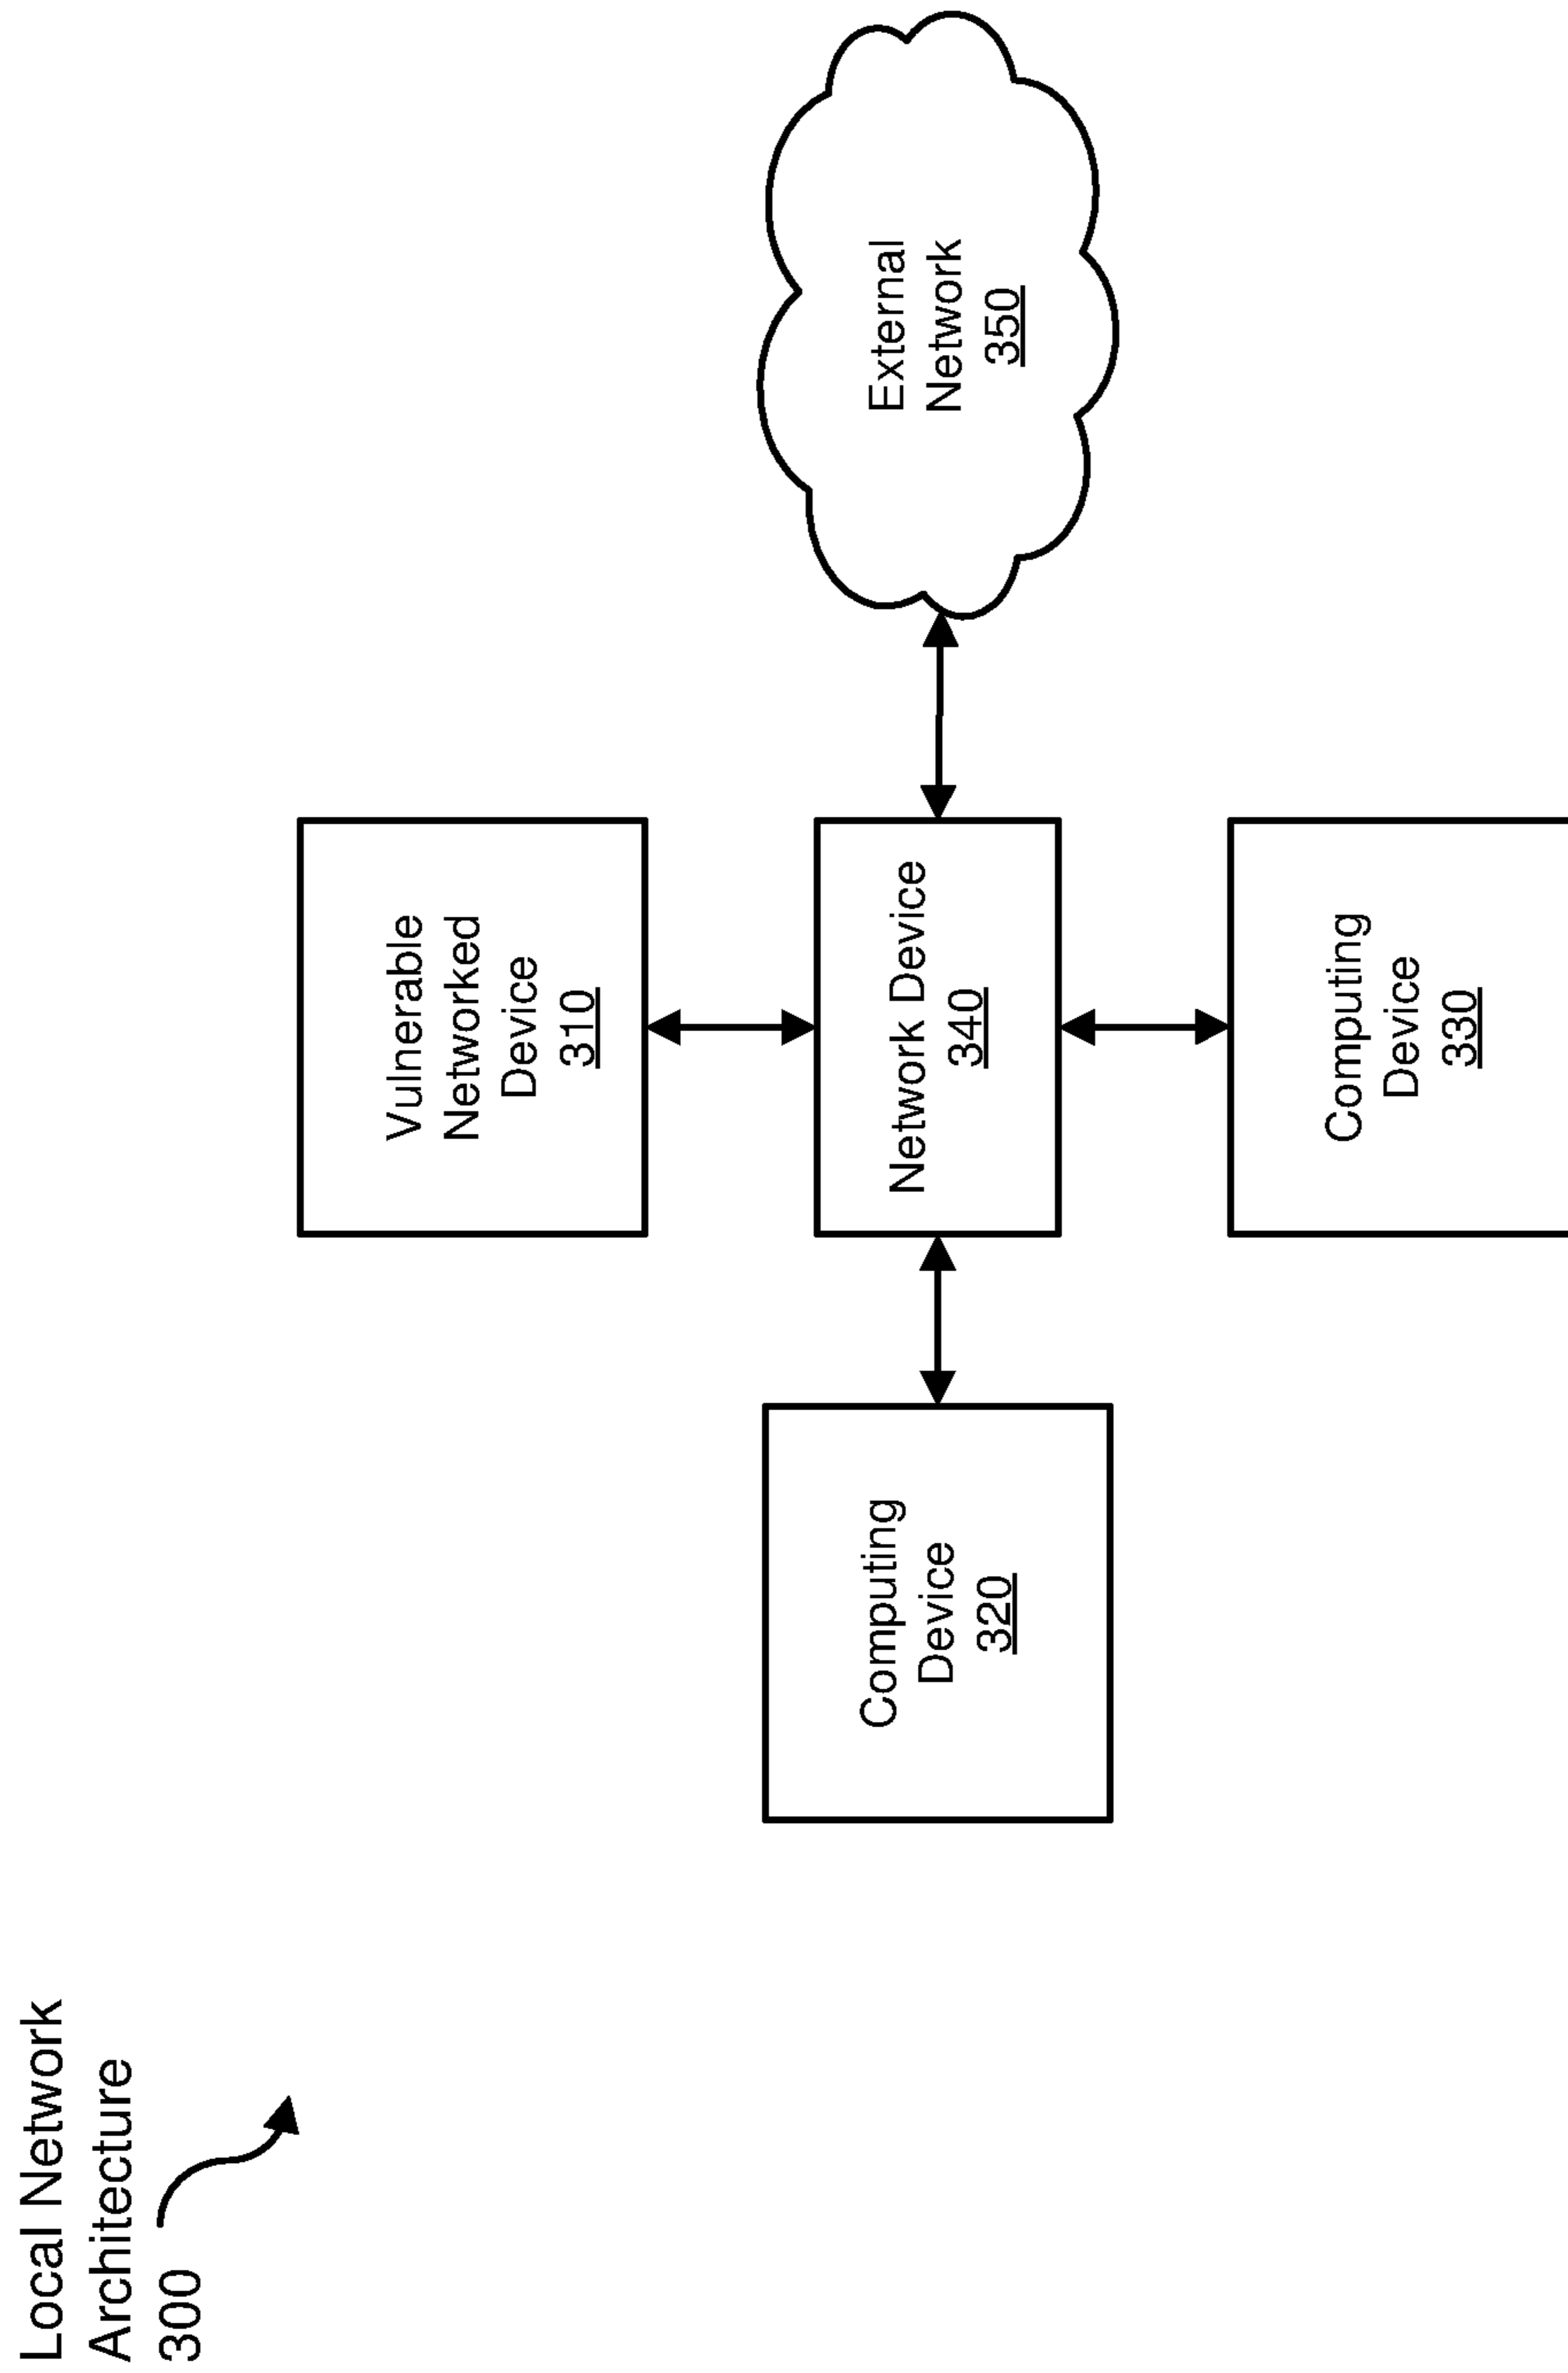 Local Network
Architecture
300
Vulnerable
Networked
Device
310
Computing
Device
320
Network Device
340
External
Network
350
Computing
Device
330